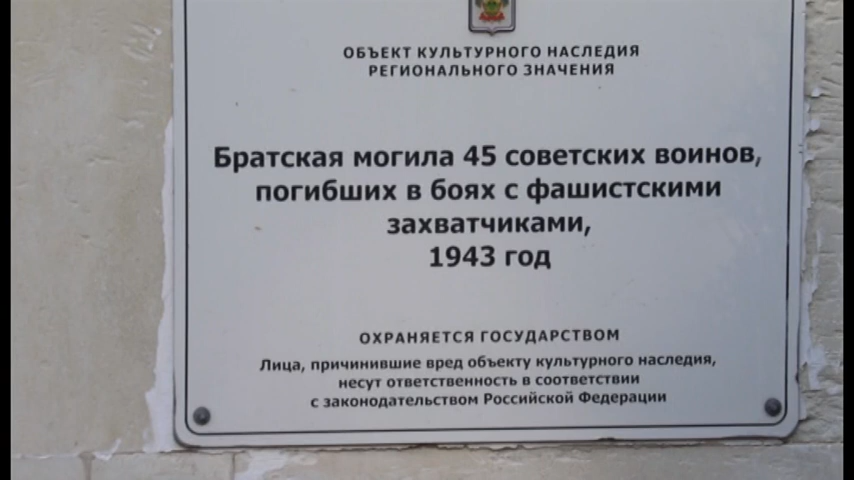 ОБЪЕКТ КУЛЬТУРНОГО НАСЛЕДИЯ
РЕГИОНАЛЬНОГО ЗНАЧЕНИЯ
Братская могила 45 советских воинов,
погибших в боях с фашистскими
захватчиками,
1943 год
ОХРАНЯЕТСЯ ГОСУДАРСТВОМ
Лица, причинившие вред объекту культурного наследия,
несут ответственность в соответствии
с законодательством Российской Федерации